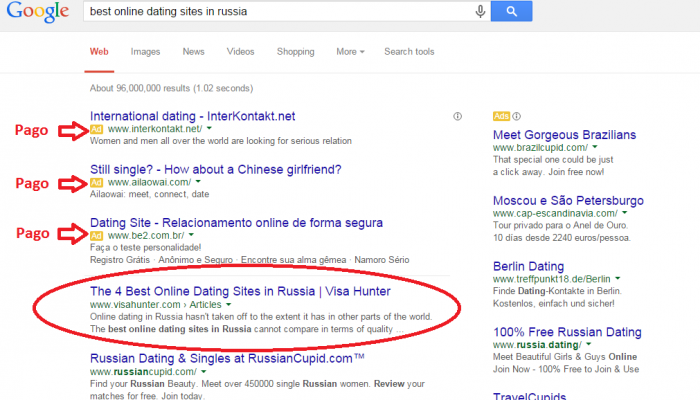 Google
best online dating sites in russia
Web Images News Videos Shopping More Search tools
About 96,000,000 results (1.02 seconds)
International dating - InterKontakt.net
Pago
Ad www.interkontakt.net/
Women and men all over the world are looking for serious relation
Still single? - How about a Chinese girlfriend?
Pago
Ad www.ailaowai.com/
Ailaowai: meet, connect, date
Dating Site - Relacionamento online de forma segura
Pago
Ad www.be2.com.br/
Faça o teste personalidade!
Registro Grátis · Anônimo e Seguro · Encontre sua alma gêmea · Namoro Sério
The 4 Best Online Dating Sites in Russia | Visa Hunter
www.visahunter.com › Articles
Online dating in Russia hasn't taken off to the extent it has in other parts of the world.
The best online dating sites in Russia cannot compare in terms of quality ...
Russian Dating & Singles at RussianCupid.com™
www.russiancupid.com/
Find your Russian Beauty. Meet over 450000 single Russian women. Review your
matches for free. Join today.
Ads
Meet Gorgeous Brazilians
www.brazilcupid.com/
That special one could be just
a click away. Join free now!
Moscou e São Petersburgo
www.cap-escandinavia.com/
Tour privado para o Anel de Ouro.
10 días desde 2240 euros/pessoa.
Berlin Dating
www.treffpunkt18.de/Berlin
Finde Dating-Kontakte in Berlin.
Kostenlos, einfach und sicher!
100% Free Russian Dating
www.russia.dating/
Meet Beautiful Girls & Guys Online
Join Now - 100% Free to Join & Use
TravelCupids